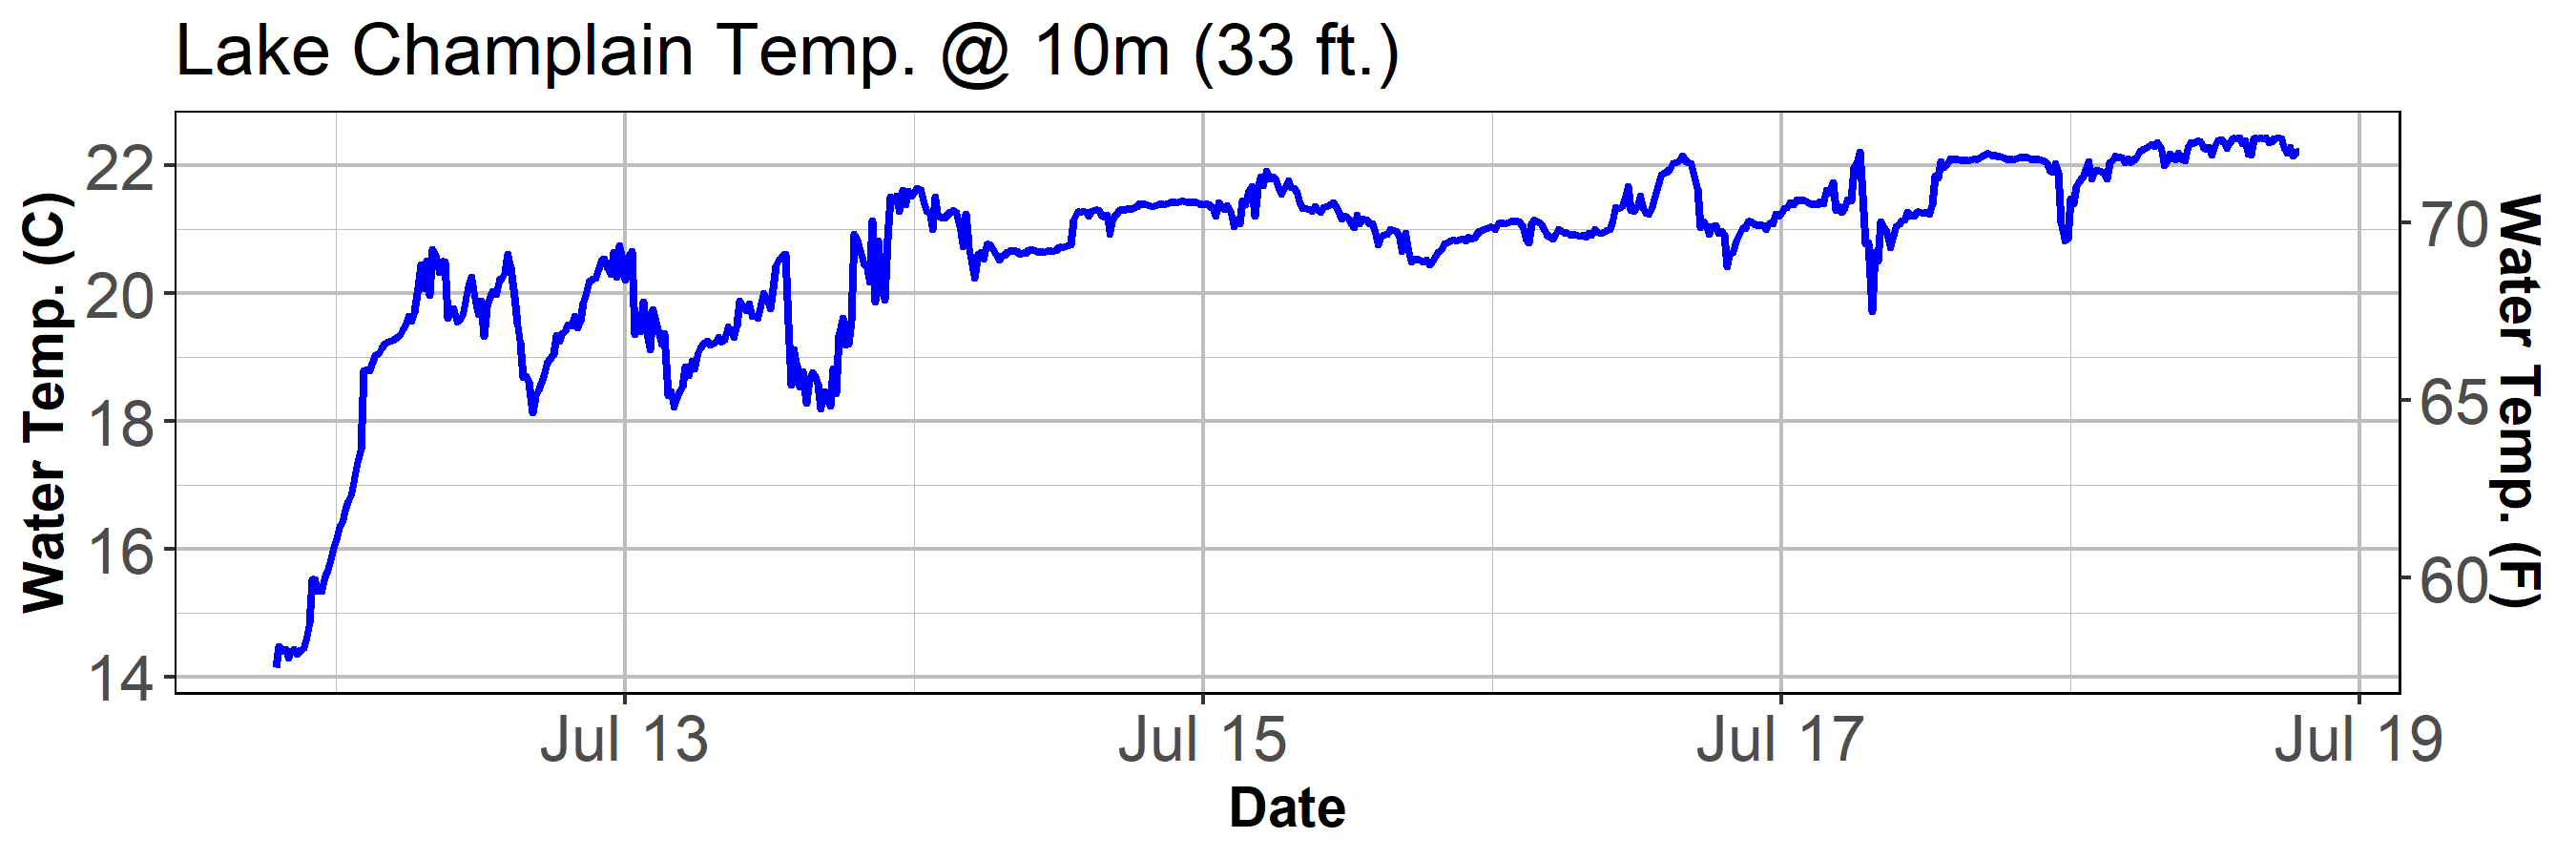 Lake Champlain Temp. @ 10m (33 ft.)
Water Temp. (C)
22
20
18
16
14
70
65
60
Water Temp. (F)
Jul 13
Jul 15
Jul 17
Jul 19
Date